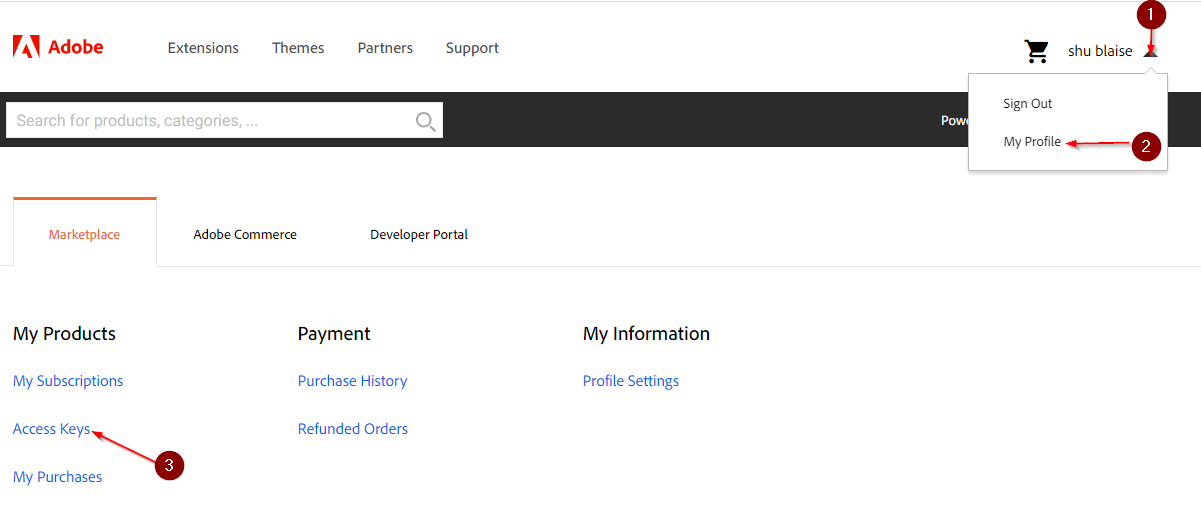 1
Adobe
Extensions Themes Partners Support
shu blaise
Sign Out
Search for products, categories, ...
Powe
My Profile
2
Marketplace Adobe Commerce Developer Portal
My Products Payment My Information
My Subscriptions Purchase History Profile Settings
Access Keys Refunded Orders
3
My Purchases